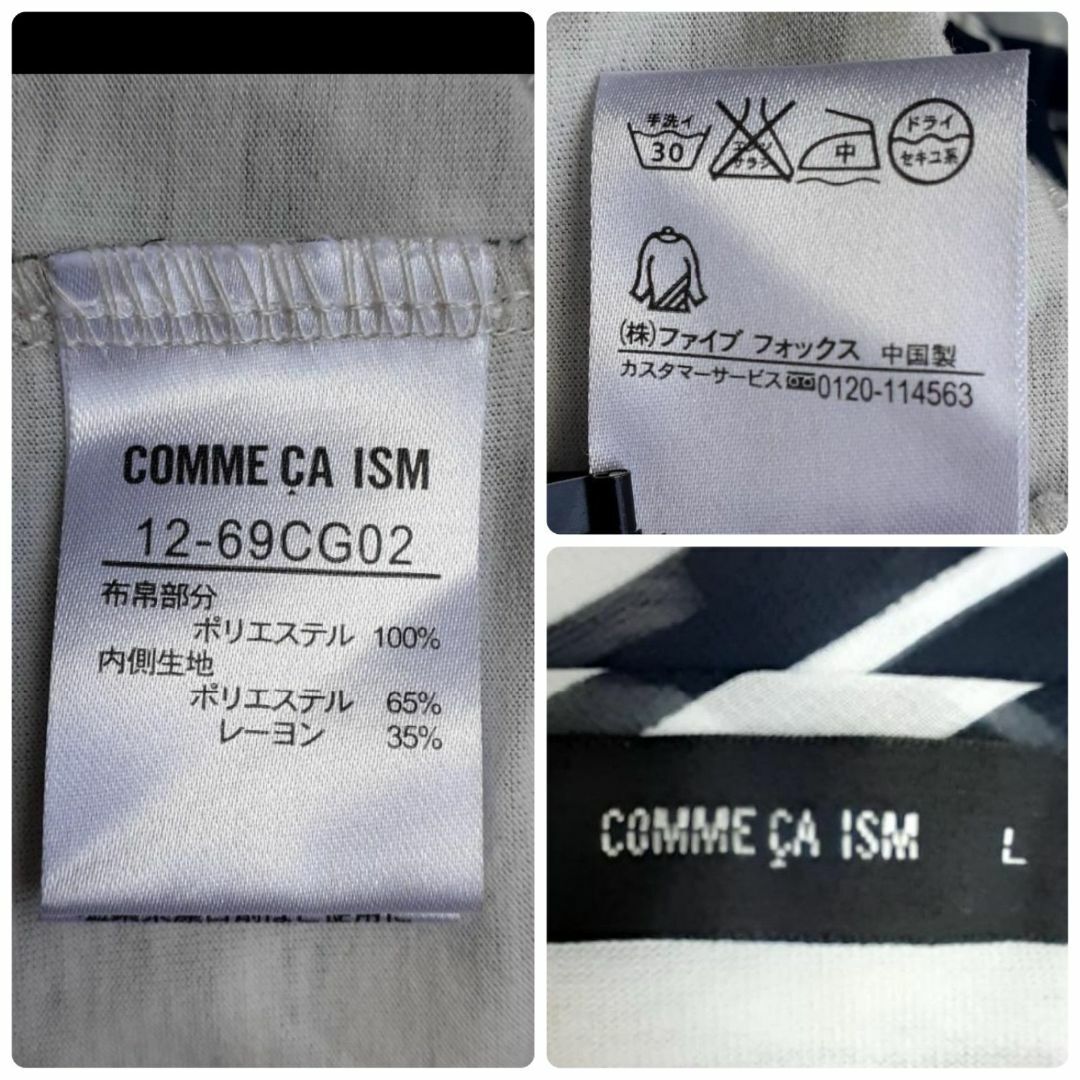 COMME ÇA ISM
12-69CG02
布帛部分
ポリエステル 100%
内側生地
ポリエステル 65%
レーヨン 35%
手洗イ
30
中
ドライ
セキユ系
(株)ファイブ フォックス 中国製
カスタマーサービス 0120-114563
COMME ÇA ISM L